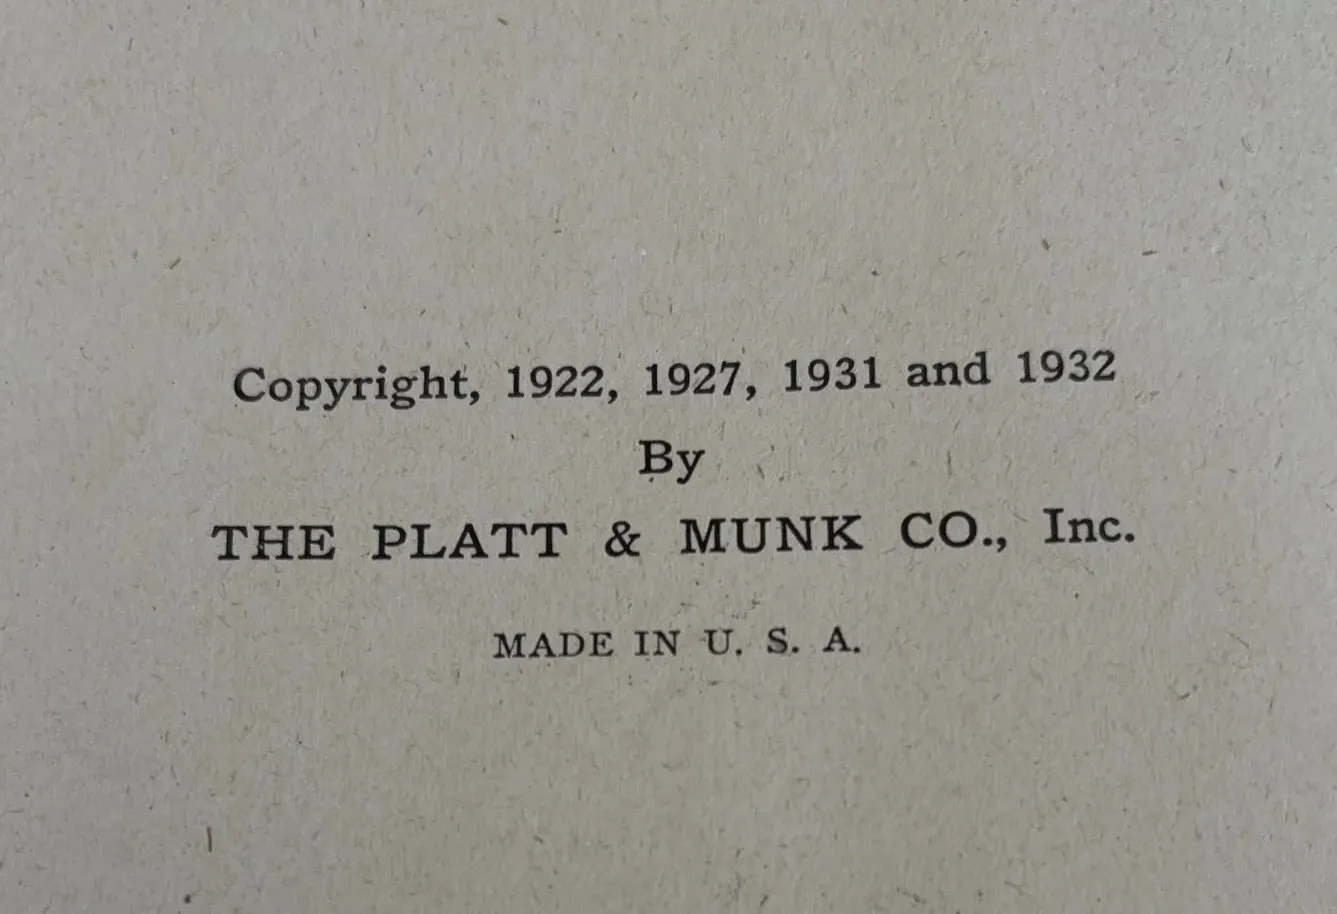 Copyright, 1922, 1927, 1931 and 1932
By
THE PLATT & MUNK CO., Inc.
MADE IN U. S. A.